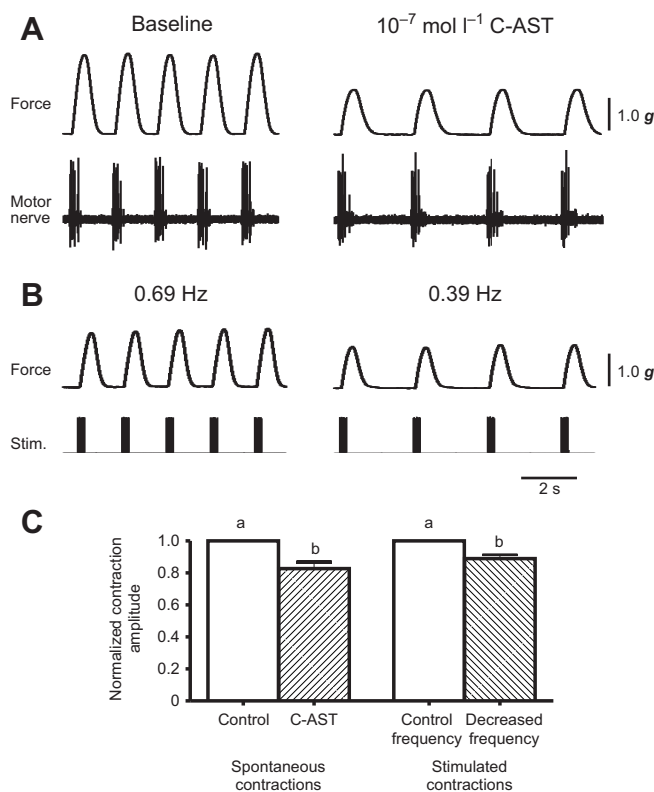 A
Baseline
10⁻⁷ mol l⁻¹ C-AST
Force
1.0 g
Motor
nerve
B
0.69 Hz
0.39 Hz
Force
1.0 g
Stim.
2 s
C
Normalized contraction
amplitude
1.0
0.8
0.6
0.4
0.2
0
a
b
a
b
Control
C-AST
Control
frequency
Decreased
frequency
Spontaneous
contractions
Stimulated
contractions